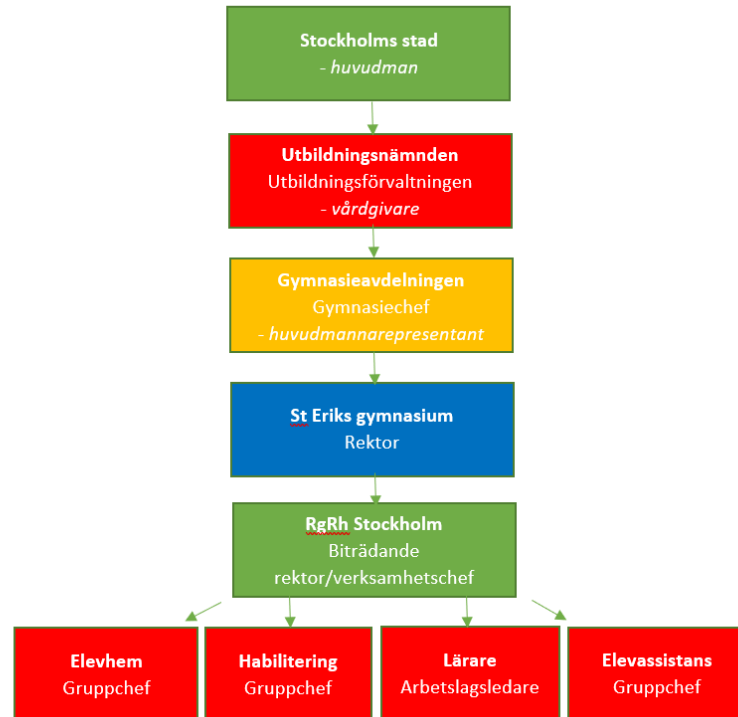 Stockholms stad
- huvudman
Utbildningsnämnden
Utbildningsförvaltningen
- vårdgivare
Gymnasieavdelningen
Gymnasiechef
- huvudmannarepresentant
St Eriks gymnasium
Rektor
RgRh Stockholm
Biträdande
rektor/verksamhetschef
Elevhem
Gruppchef
Habilitering
Gruppchef
Lärare
Arbetslagsledare
Elevassistans
Gruppchef